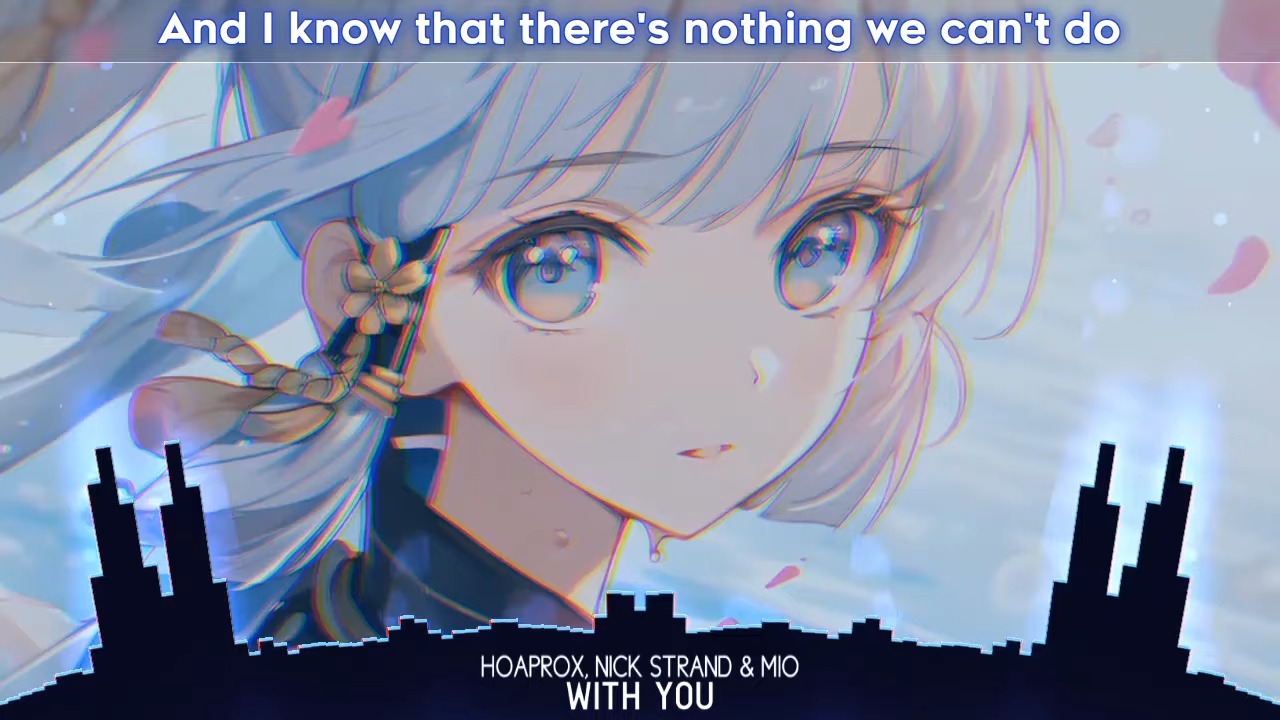 And I know that there's nothing we can't do
HOAPROX, NICK STRAND & MIO
WITH YOU